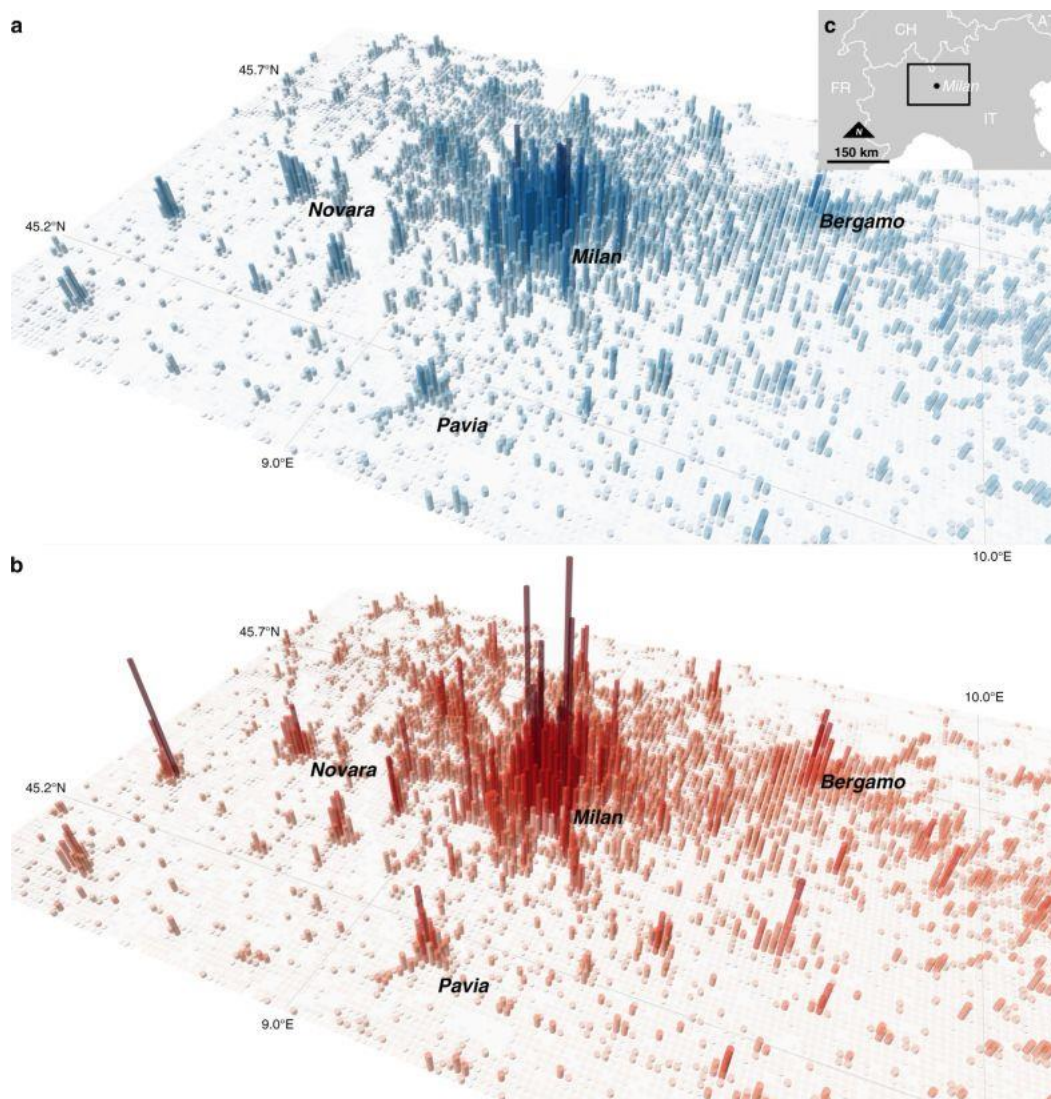 a
45.7°N
45.2°N
Novara
Milan
Bergamo
Pavia
9.0°E
10.0°E
c
CH
A
FR
Milan
IT
N
150 km
b
45.7°N
10.0°E
45.2°N
Novara
Bergamo
Milan
Pavia
9.0°E